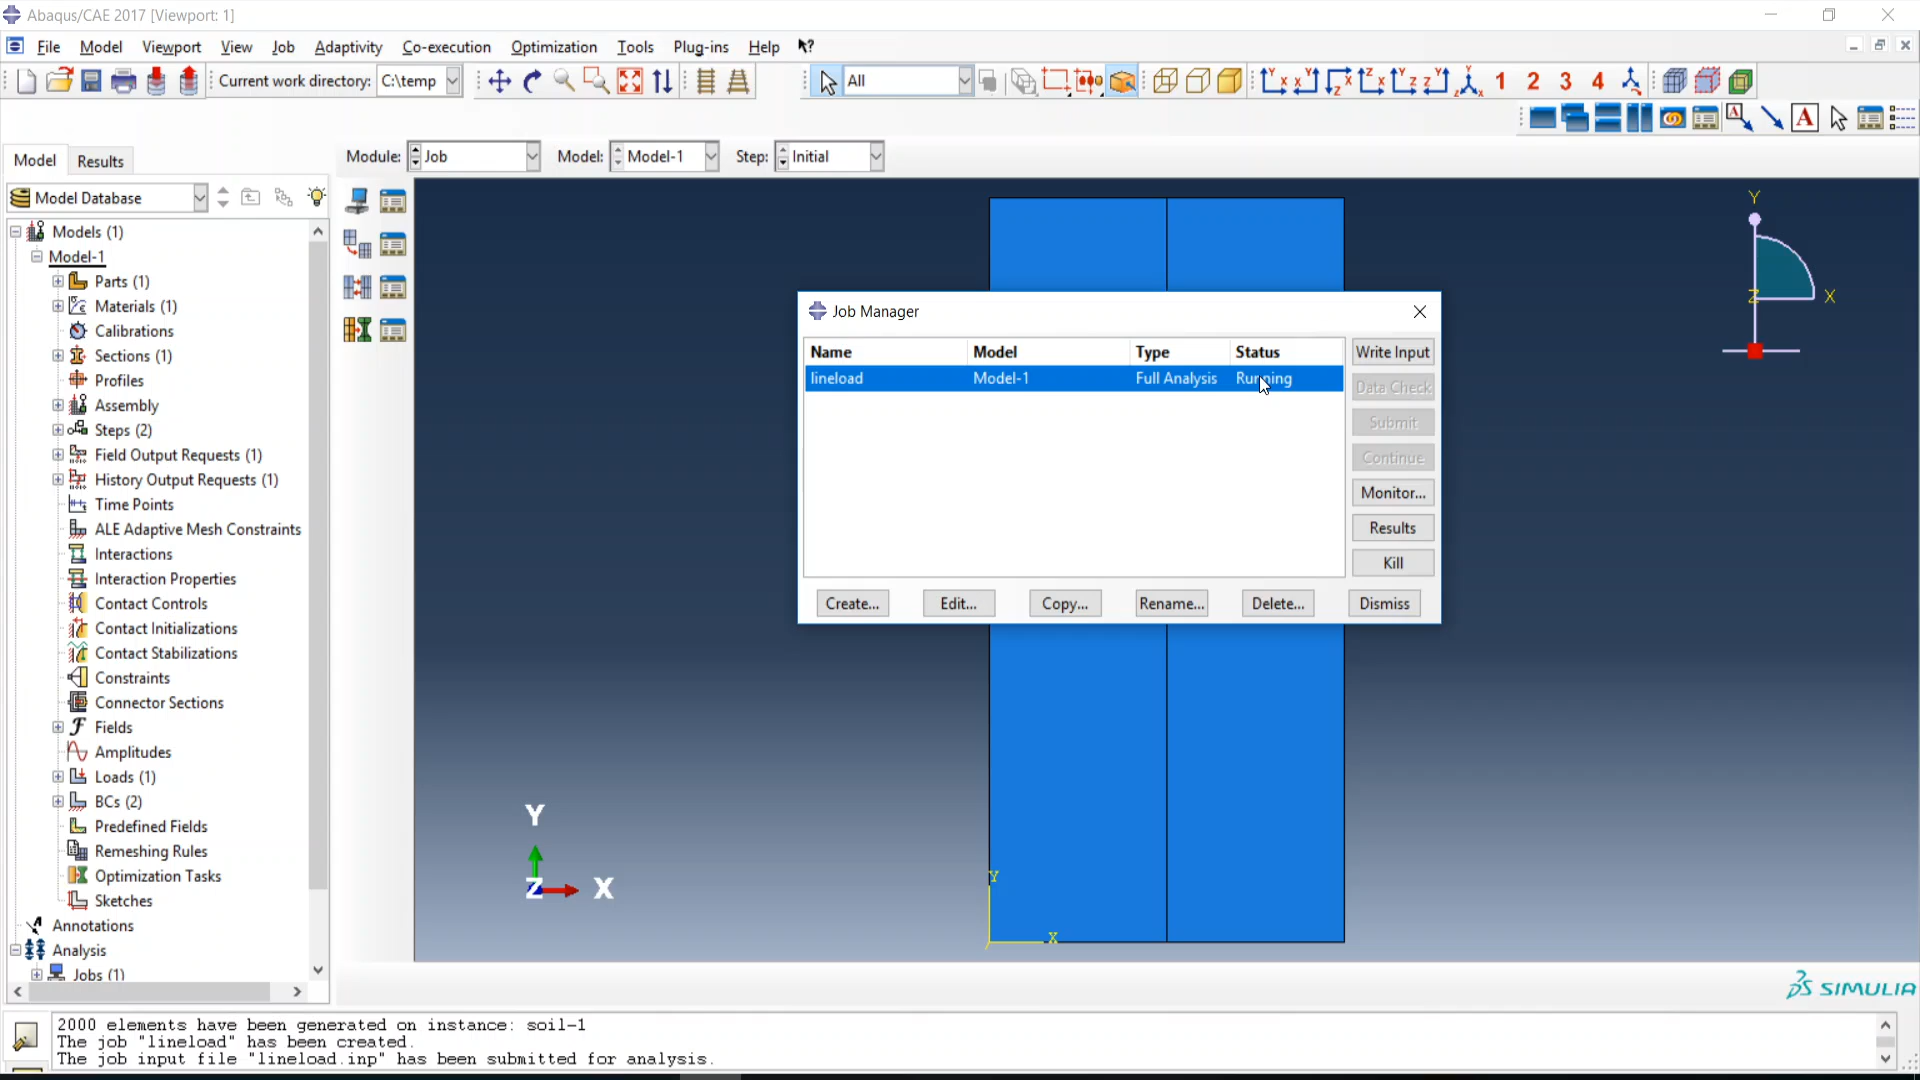 Abaqus/CAE 2017 [Viewport: 1]
File Model Viewport View Job Adaptivity Co-execution Optimization Tools Plug-ins Help
Current work directory: C:\temp
All
1 2 3 4
A
A
Model Results
Module: Job Model: Model-1 Step: Initial
Model Database
Models (1)
Model-1
Parts (1)
Materials (1)
Calibrations
Sections (1)
Profiles
Assembly
Steps (2)
Field Output Requests (1)
History Output Requests (1)
Time Points
ALE Adaptive Mesh Constraints
Interactions
Interaction Properties
Contact Controls
Contact Initializations
Contact Stabilizations
Constraints
Connector Sections
Fields
Amplitudes
Loads (1)
BCs (2)
Predefined Fields
Remeshing Rules
Optimization Tasks
Sketches
Annotations
Analysis
Jobs (1)
Y
Z X
Job Manager
Name Model Type Status
lineload Model-1 Full Analysis Running
Write Input
Data Check
Submit
Continue
Monitor...
Results
Kill
Create... Edit... Copy... Rename... Delete... Dismiss
Y
Z X
Y
X
SIMULIA
2000 elements have been generated on instance: soil-1
The job "lineload" has been created.
The job input file "lineload.inp" has been submitted for analysis.